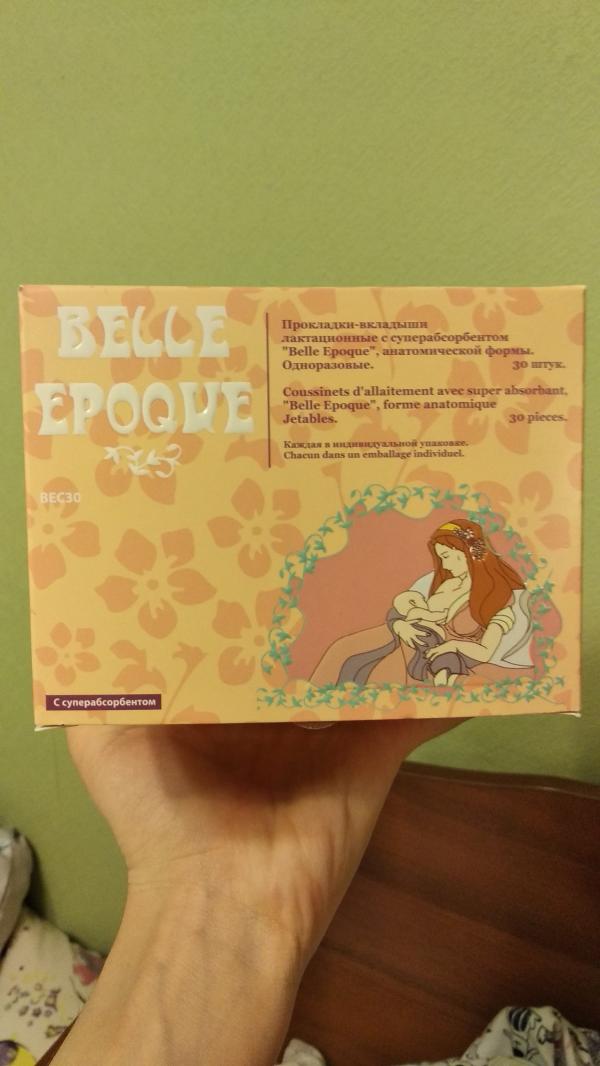 BELLE
EPOQUE
BEC30
Прокладки-вкладыши
лактационные с суперабсорбентом
"Belle Epoque", анатомической формы.
Одноразовые. 30 штук.
Coussinets d'allaitement avec super absorbant,
"Belle Epoque", forme anatomique
Jetables. 30 pieces.
Каждая в индивидуальной упаковке.
Chacun dans un emballage individuel.
С суперабсорбентом